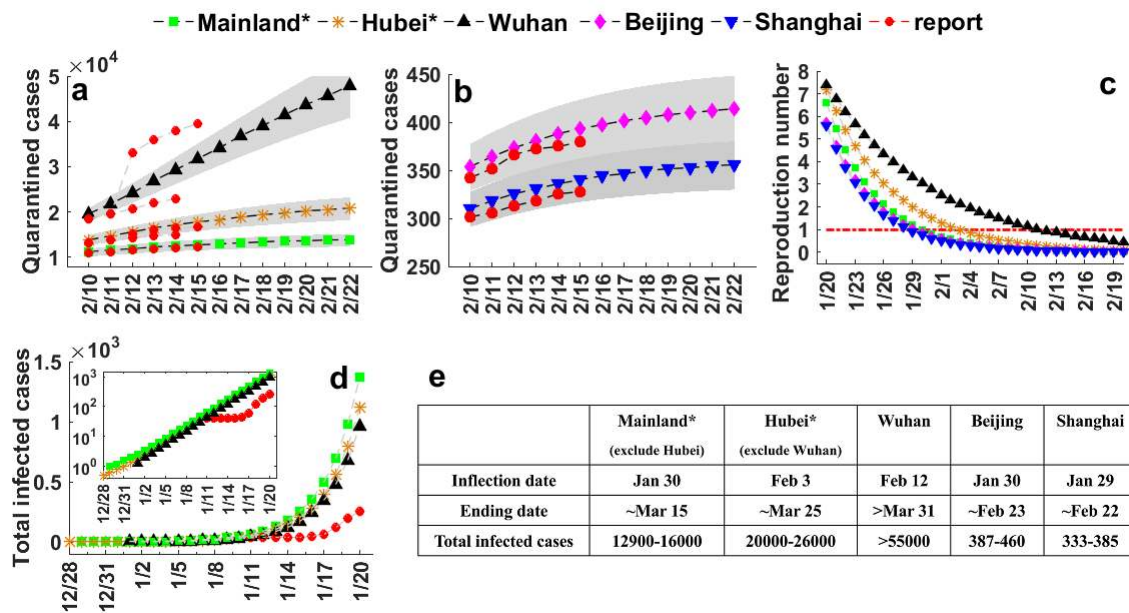 Mainland* Hubei* Wuhan Beijing Shanghai report
a
×10^4
Quarantined cases
5
4
3
2
1
2/10 2/11 2/12 2/13 2/14 2/15 2/16 2/17 2/18 2/19 2/20 2/21 2/22
b
Quarantined cases
450
400
350
300
250
2/10 2/11 2/12 2/13 2/14 2/15 2/16 2/17 2/18 2/19 2/20 2/21 2/22
c
Reproduction number
8
7
6
5
4
3
2
1
0
1/20 1/23 1/26 1/29 2/1 2/4 2/7 2/10 2/13 2/16 2/19
d
×10^3
Total infected cases
1.5
1
0.5
0
12/28 12/31 1/2 1/5 1/8 1/11 1/14 1/17 1/20
10^3
10^2
10^1
10^0
12/28 12/31 1/2 1/5 1/8 1/11 1/14 1/17 1/20
e
Mainland* Hubei* Wuhan Beijing Shanghai
(exclude Hubei) (exclude Wuhan)
Inflection date Jan 30 Feb 3 Feb 12 Jan 30 Jan 29
Ending date ~Mar 15 ~Mar 25 >Mar 31 ~Feb 23 ~Feb 22
Total infected cases 12900-16000 20000-26000 >55000 387-460 333-385